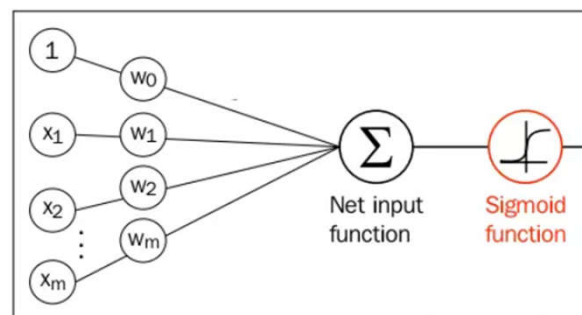 1
w0
x1
w1
x2
w2
wm
xm
Σ
Net input
function
Sigmoid
function